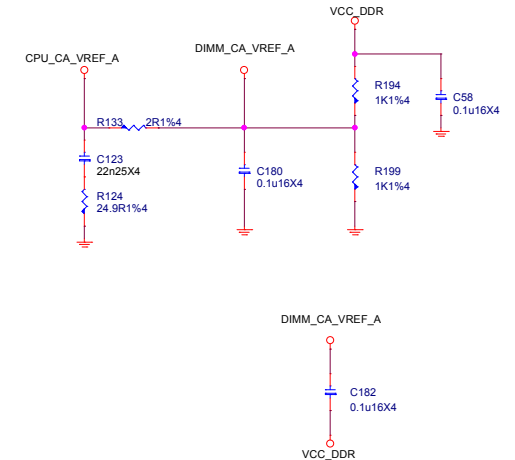 VCC_DDR
DIMM_CA_VREF_A
CPU_CA_VREF_A
R194
1K1%4
C58
0.1u16X4
R133
2R1%4
C123
22n25X4
C180
0.1u16X4
R199
1K1%4
R124
24.9R1%4
DIMM_CA_VREF_A
C182
0.1u16X4
VCC_DDR